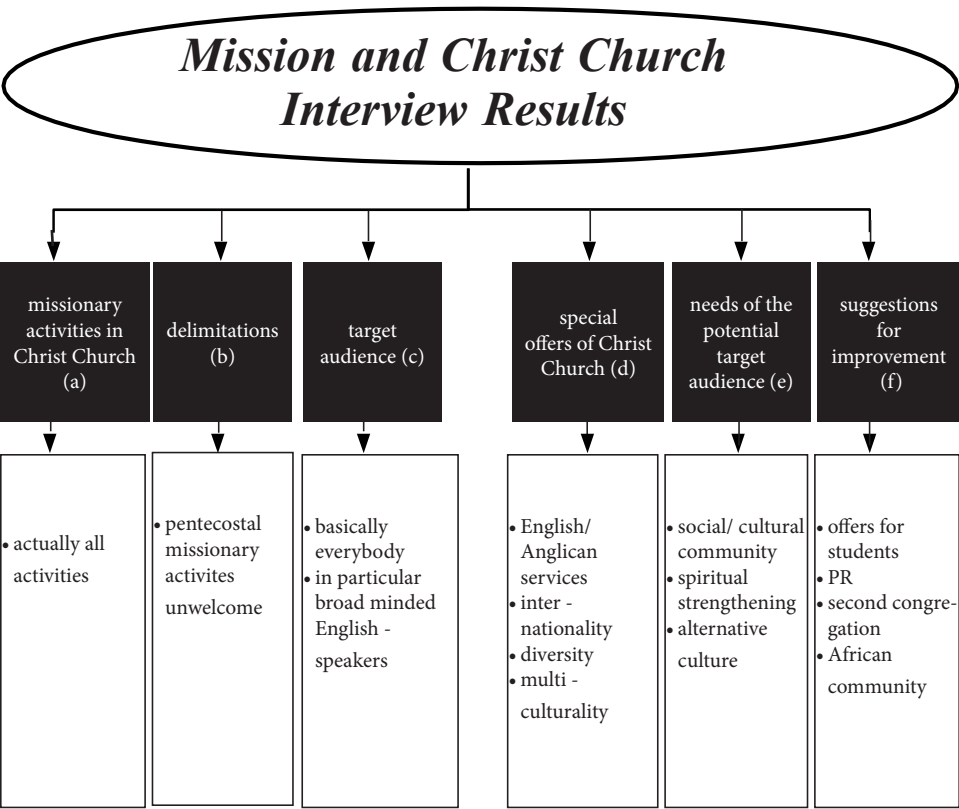 Mission and Christ Church
Interview Results
missionary
activities in
Christ Church
(a)
delimitations
(b)
target
audience (c)
special
offers of Christ
Church (d)
needs of the
potential
target
audience (e)
suggestions
for
improvement
(f)
• actually all
activities
• pentecostal
missionary
activites
unwelcome
• basically
everybody
• in particular
broad minded
English -
speakers
• English/
Anglican
services
• inter -
nationality
• diversity
• multi -
culturality
• social/ cultural
community
• spiritual
strengthening
• alternative
culture
• offers for
students
• PR
• second congre-
gation
• African
community